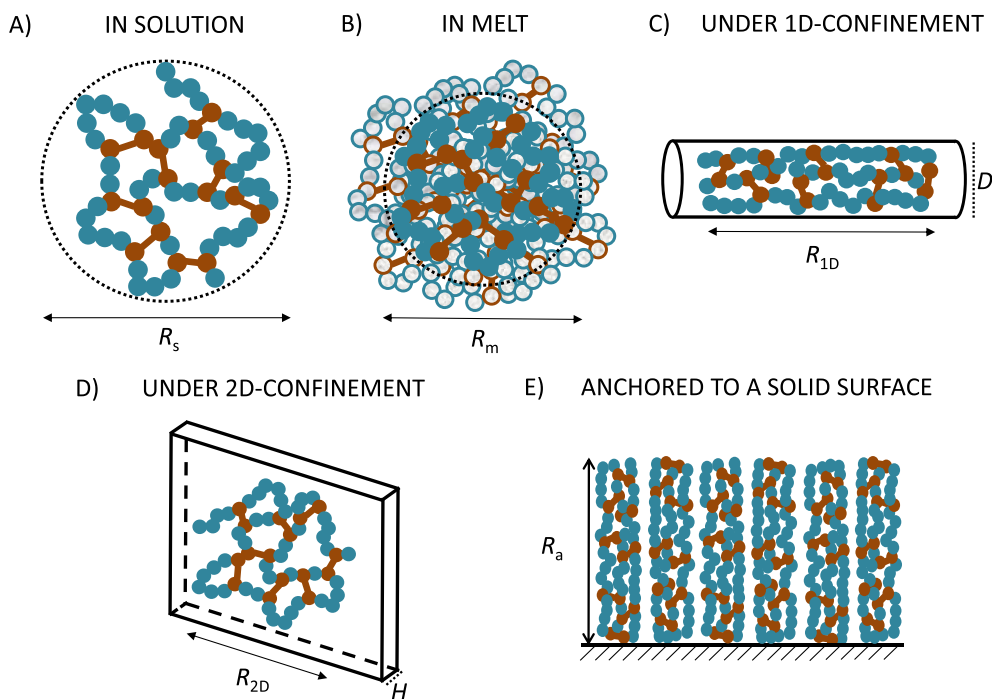 A) IN SOLUTION
B) IN MELT
C) UNDER 1D-CONFINEMENT
D
R1D
Rs
Rm
D) UNDER 2D-CONFINEMENT
E) ANCHORED TO A SOLID SURFACE
Ra
R2D
H